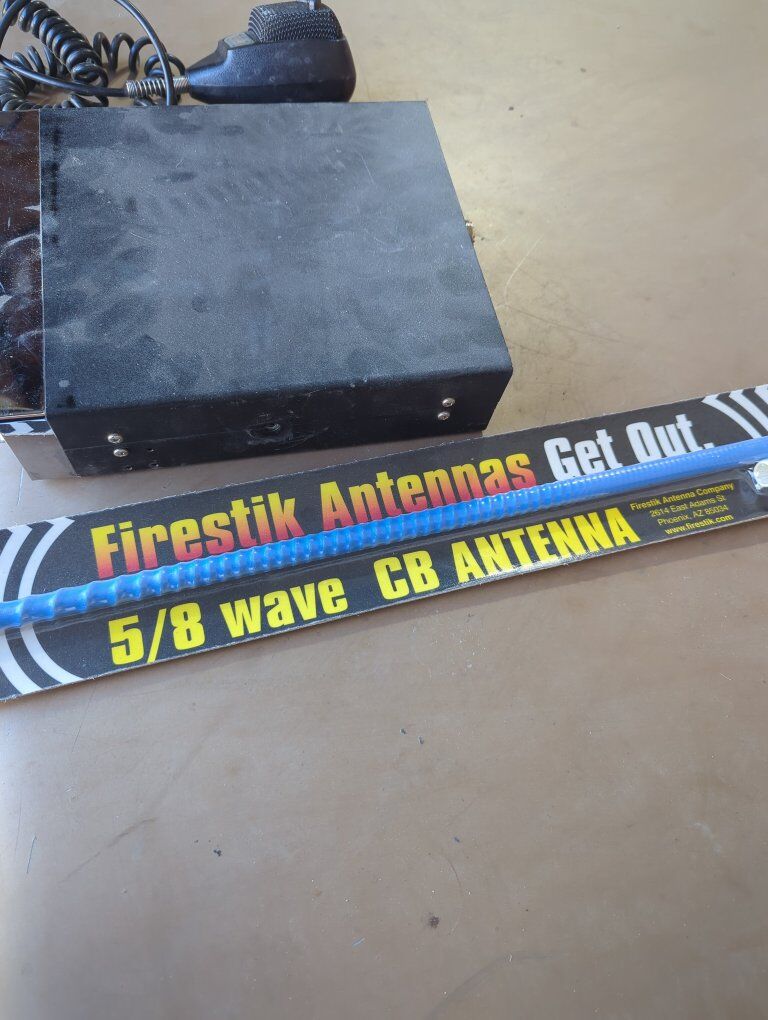 Firestik Antennas Get Out.
5/8 wave CB ANTENNA
Firestik Antenna Company
2614 East Adams St
Phoenix, AZ 85034
www.firestik.com